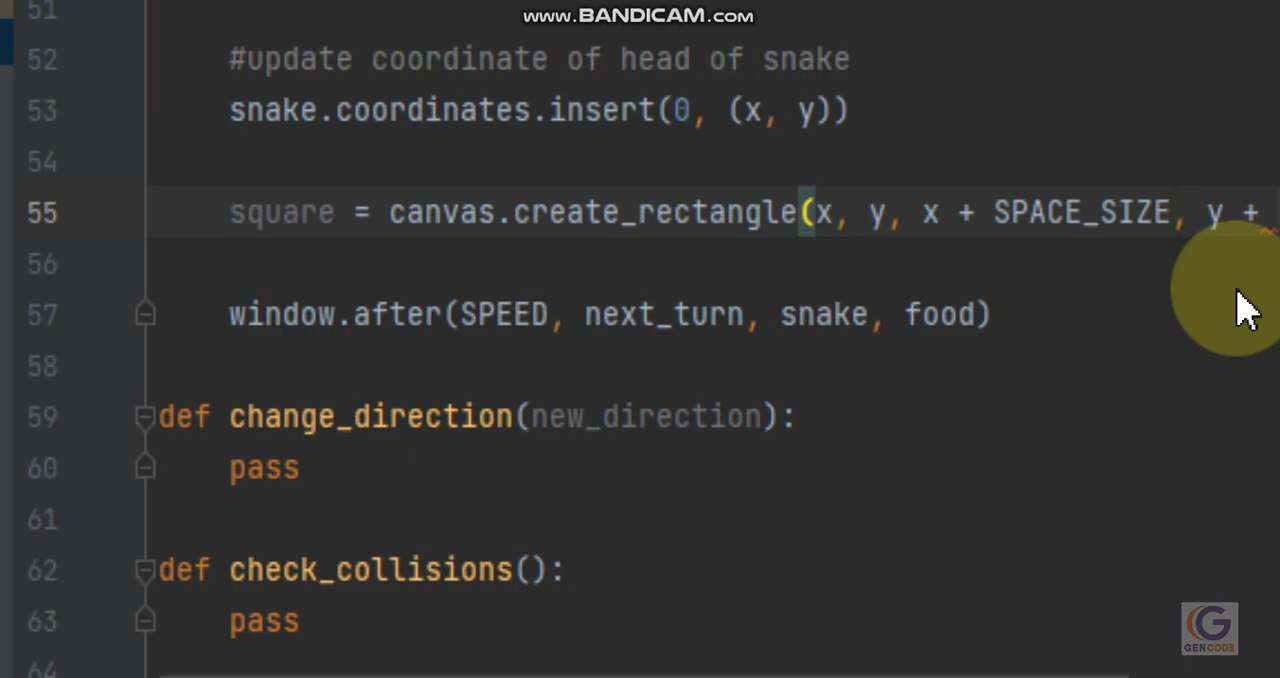 www.BANDICAM.com
51
52 #update coordinate of head of snake
53 snake.coordinates.insert(0, (x, y))
54
55 square = canvas.create_rectangle(x, y, x + SPACE_SIZE, y +
56
57 window.after(SPEED, next_turn, snake, food)
58
59 def change_direction(new_direction):
60 pass
61
62 def check_collisions():
63 pass
64
G
GENCOD3